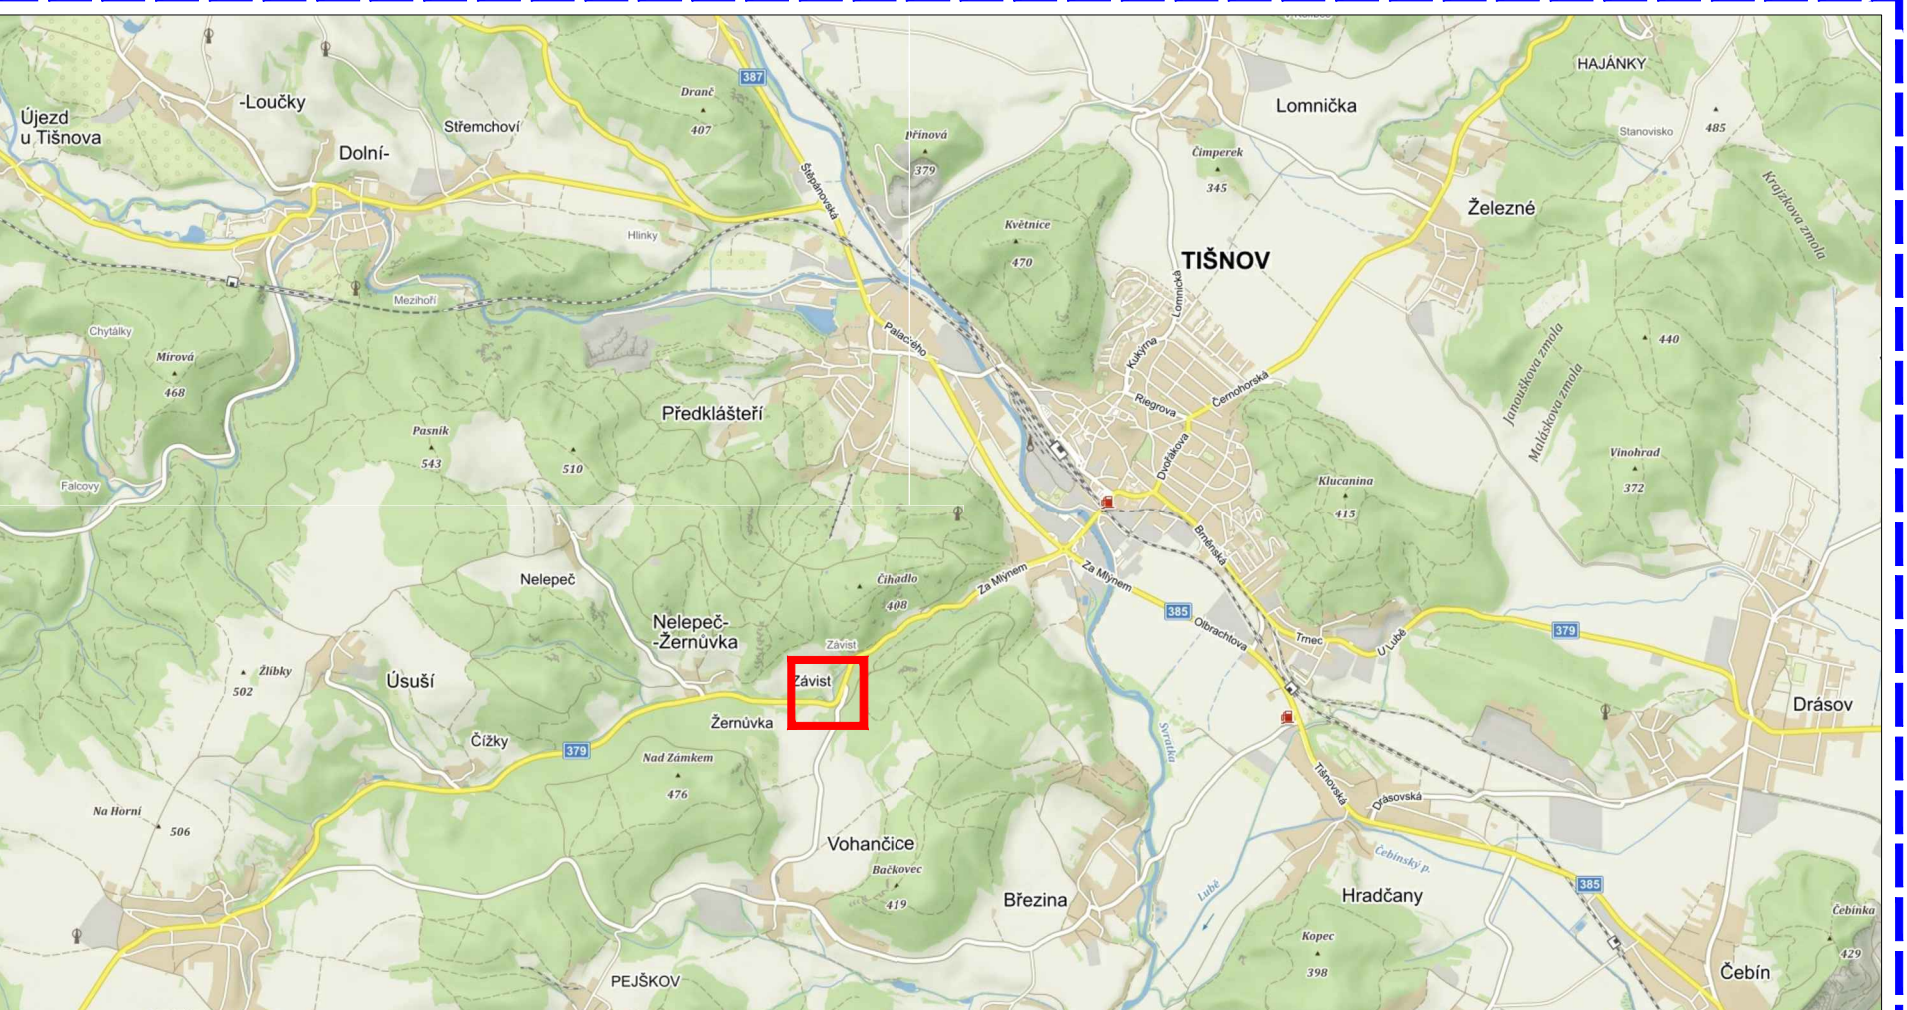 387
HAJÁNKY
Dranč
407
-Loučky
Lomnička
Újezd
u Tišnova
Střemchoví
Dřínová
379
Stanovisko
485
Dolní-
Čimperek
345
Štěpánovská
Krajzkova zmola
Železné
Květnice
470
Hlinky
TIŠNOV
Lomnická
Mezihoří
Chytálky
Mírová
468
Palackého
Kukýrna
440
Janouškova zmola
Maláskova zmola
Předklášteří
Riegrova
Černohorská
Pasník
543
510
Dvořákova
Vinohrad
372
Falcovy
Klucanina
415
Brněnská
Nelepeč
Čihadlo
408
Za Mlýnem
Za Mlýnem
385
Olbrachtova
Nelepeč-
-Žernůvka
Závist
Trnec
U Lubě
379
Žlíbky
502
Úsuší
Závist
Drásov
Žernůvka
Svratka
Čížky
379
Nad Zámkem
476
Tišnovská
Drásovská
Na Horní
506
Vohančice
Bačkovec
419
Čebínský p.
Lubě
Březina
Hradčany
385
Čebínka
429
Kopec
398
PEJŠKOV
Čebín